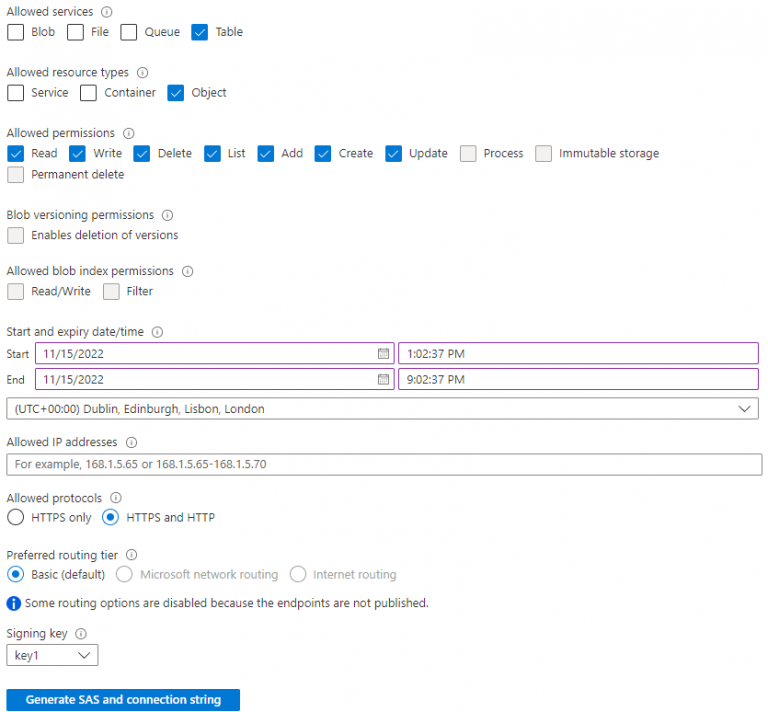 Allowed services
Blob File Queue Table
Allowed resource types
Service Container Object
Allowed permissions
Read Write Delete List Add Create Update Process Immutable storage
Permanent delete
Blob versioning permissions
Enables deletion of versions
Allowed blob index permissions
Read/Write Filter
Start and expiry date/time
Start 11/15/2022 1:02:37 PM
End 11/15/2022 9:02:37 PM
(UTC+00:00) Dublin, Edinburgh, Lisbon, London
Allowed IP addresses
For example, 168.1.5.65 or 168.1.5.65-168.1.5.70
Allowed protocols
HTTPS only HTTPS and HTTP
Preferred routing tier
Basic (default) Microsoft network routing Internet routing
Some routing options are disabled because the endpoints are not published.
Signing key
key1
Generate SAS and connection string